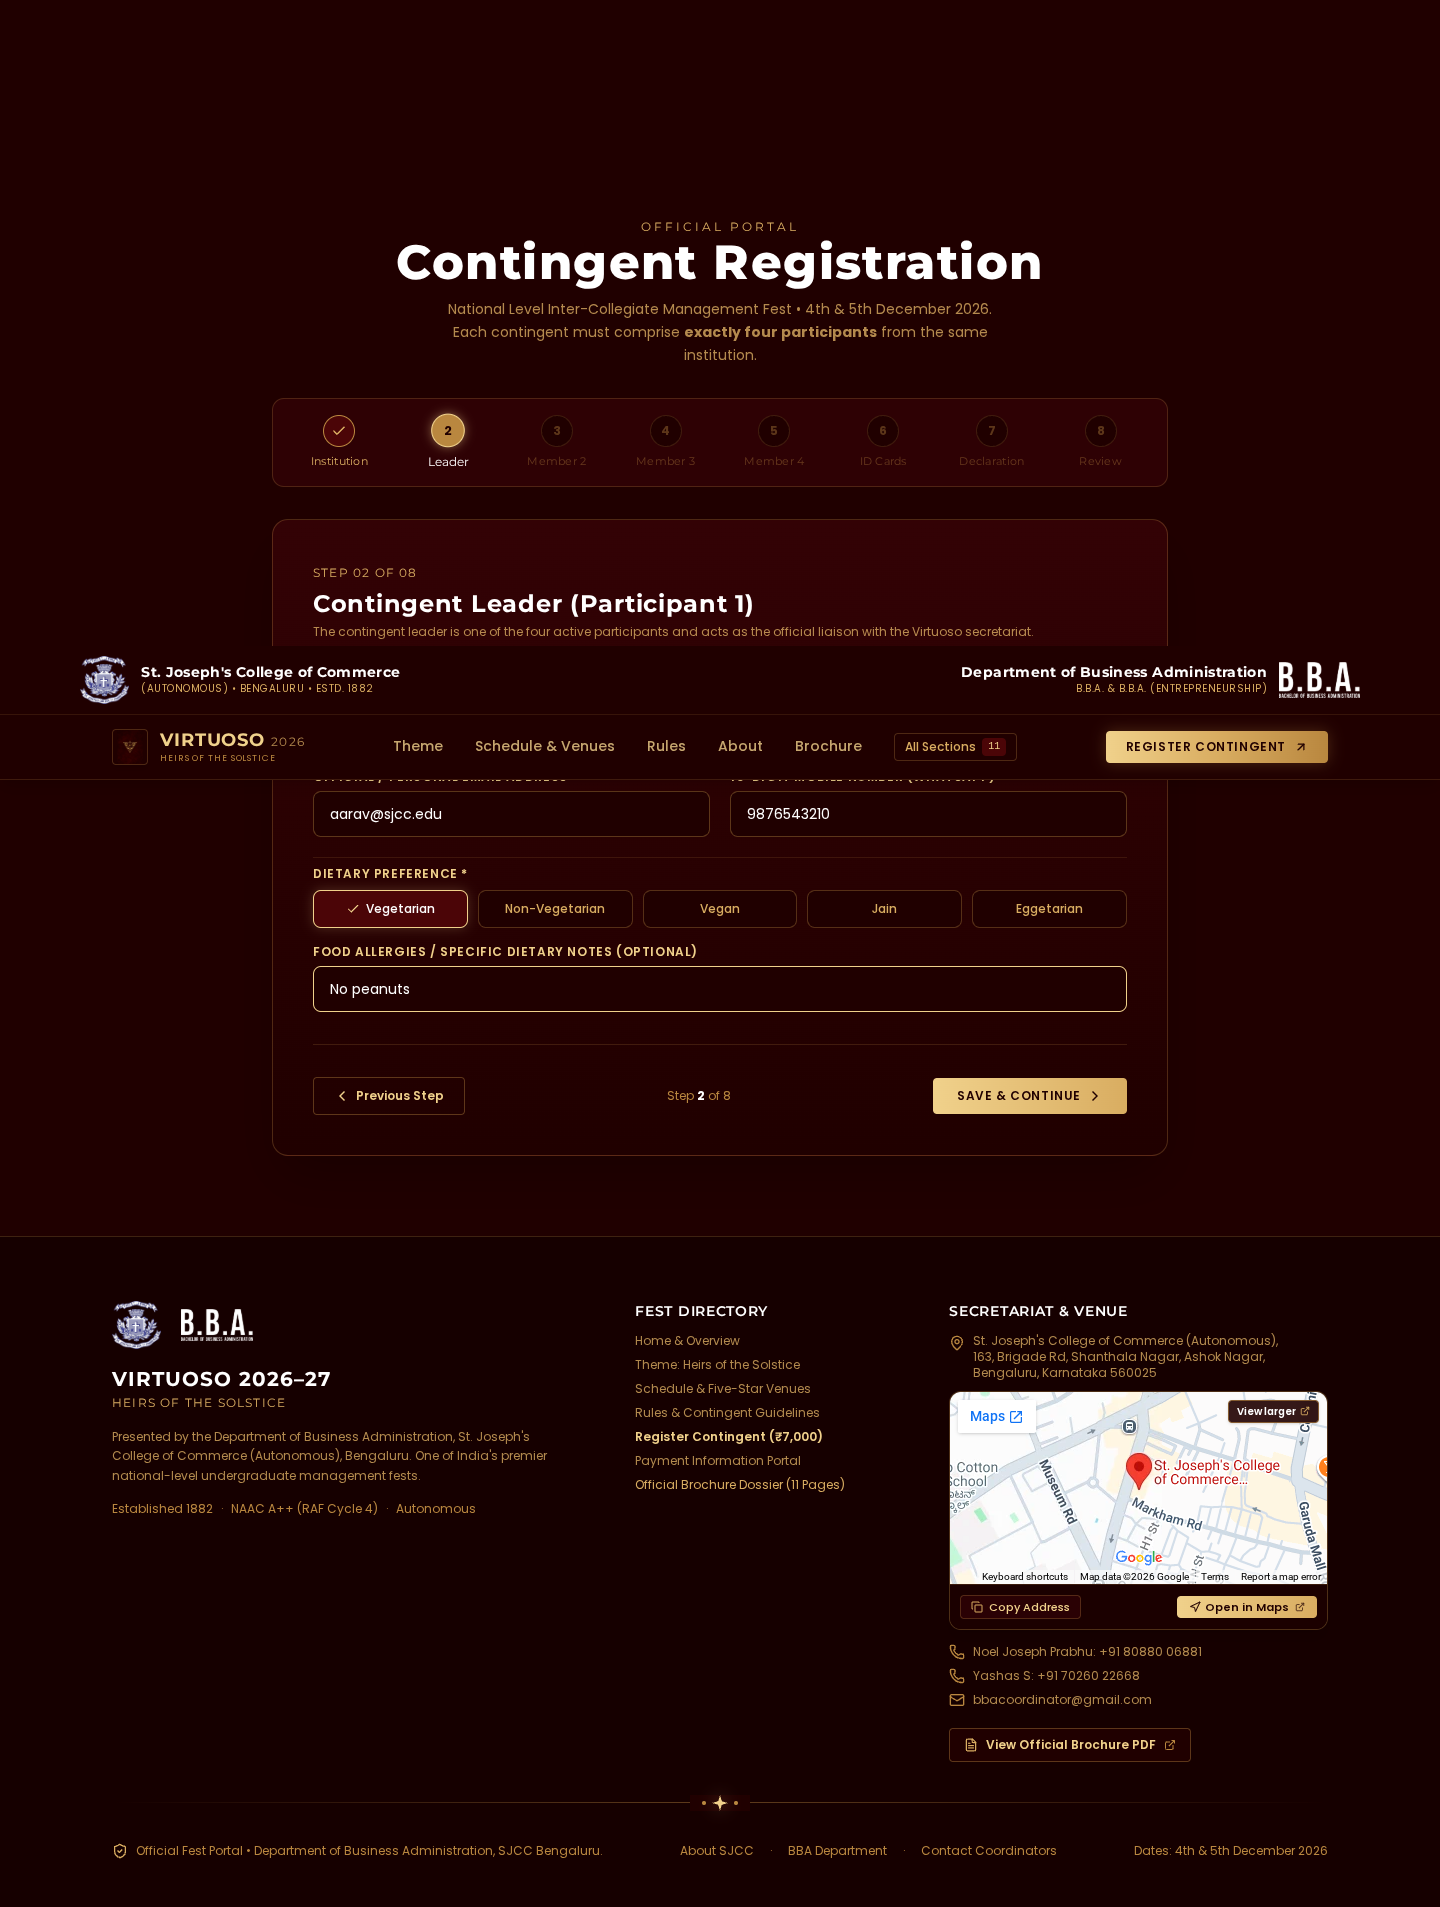 OFFICIAL PORTAL
Contingent Registration
National Level Inter-Collegiate Management Fest • 4th & 5th December 2026.
Each contingent must comprise exactly four participants from the same
institution.
2 3 4 5 6 7 8
Institution Leader Member 2 Member 3 Member 4 ID Cards Declaration Review
STEP 02 OF 08
Contingent Leader (Participant 1)
The contingent leader is one of the four active participants and acts as the official liaison with the Virtuoso secretariat.
St. Joseph's College of Commerce
(AUTONOMOUS) • BENGALURU • ESTD. 1882
Department of Business Administration
B.B.A. & B.B.A. (ENTREPRENEURSHIP)
B.B.A.
BACHELOR OF BUSINESS ADMINISTRATION
VIRTUOSO 2026
HEIRS OF THE SOLSTICE
Theme Schedule & Venues Rules About Brochure All Sections 11
REGISTER CONTINGENT
aarav@sjcc.edu
9876543210
DIETARY PREFERENCE *
Vegetarian Non-Vegetarian Vegan Jain Eggetarian
FOOD ALLERGIES / SPECIFIC DIETARY NOTES (OPTIONAL)
No peanuts
Previous Step
Step 2 of 8
SAVE & CONTINUE
B.B.A.
BACHELOR OF BUSINESS ADMINISTRATION
VIRTUOSO 2026–27
HEIRS OF THE SOLSTICE
Presented by the Department of Business Administration, St. Joseph's
College of Commerce (Autonomous), Bengaluru. One of India's premier
national-level undergraduate management fests.
Established 1882 · NAAC A++ (RAF Cycle 4) · Autonomous
FEST DIRECTORY
Home & Overview
Theme: Heirs of the Solstice
Schedule & Five-Star Venues
Rules & Contingent Guidelines
Register Contingent (₹7,000)
Payment Information Portal
Official Brochure Dossier (11 Pages)
SECRETARIAT & VENUE
St. Joseph's College of Commerce (Autonomous),
163, Brigade Rd, Shanthala Nagar, Ashok Nagar,
Bengaluru, Karnataka 560025
Maps
View larger
Cotton
School
Museum Rd
St. Joseph's College
of Commerce...
Markham Rd
H1 St
Garuda Mall
Google
Keyboard shortcuts Map data ©2026 Google Terms Report a map error
Copy Address
Open in Maps
Noel Joseph Prabhu: +91 80880 06881
Yashas S: +91 70260 22668
bbacoordinator@gmail.com
View Official Brochure PDF
Official Fest Portal • Department of Business Administration, SJCC Bengaluru.
About SJCC · BBA Department · Contact Coordinators
Dates: 4th & 5th December 2026